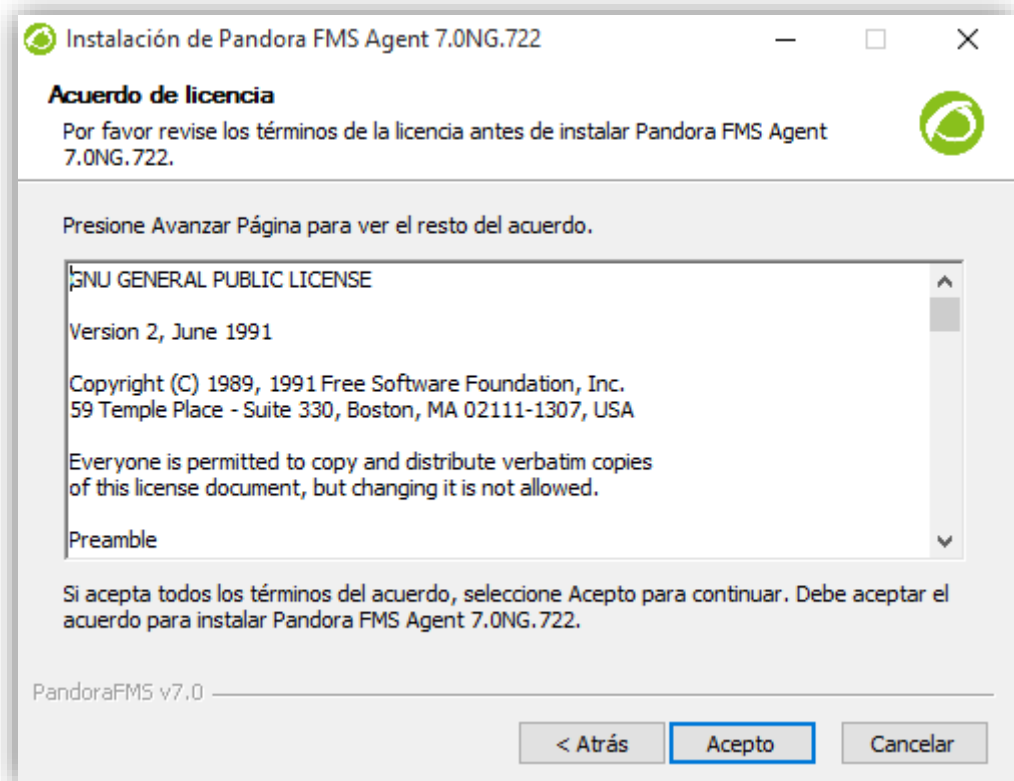 Instalación de Pandora FMS Agent 7.0NG.722
Acuerdo de licencia
Por favor revise los términos de la licencia antes de instalar Pandora FMS Agent
7.0NG.722.
Presione Avanzar Página para ver el resto del acuerdo.
GNU GENERAL PUBLIC LICENSE
Version 2, June 1991
Copyright (C) 1989, 1991 Free Software Foundation, Inc.
59 Temple Place - Suite 330, Boston, MA 02111-1307, USA
Everyone is permitted to copy and distribute verbatim copies
of this license document, but changing it is not allowed.
Preamble
Si acepta todos los términos del acuerdo, seleccione Acepto para continuar. Debe aceptar el
acuerdo para instalar Pandora FMS Agent 7.0NG.722.
PandoraFMS v7.0
< Atrás
Acepto
Cancelar